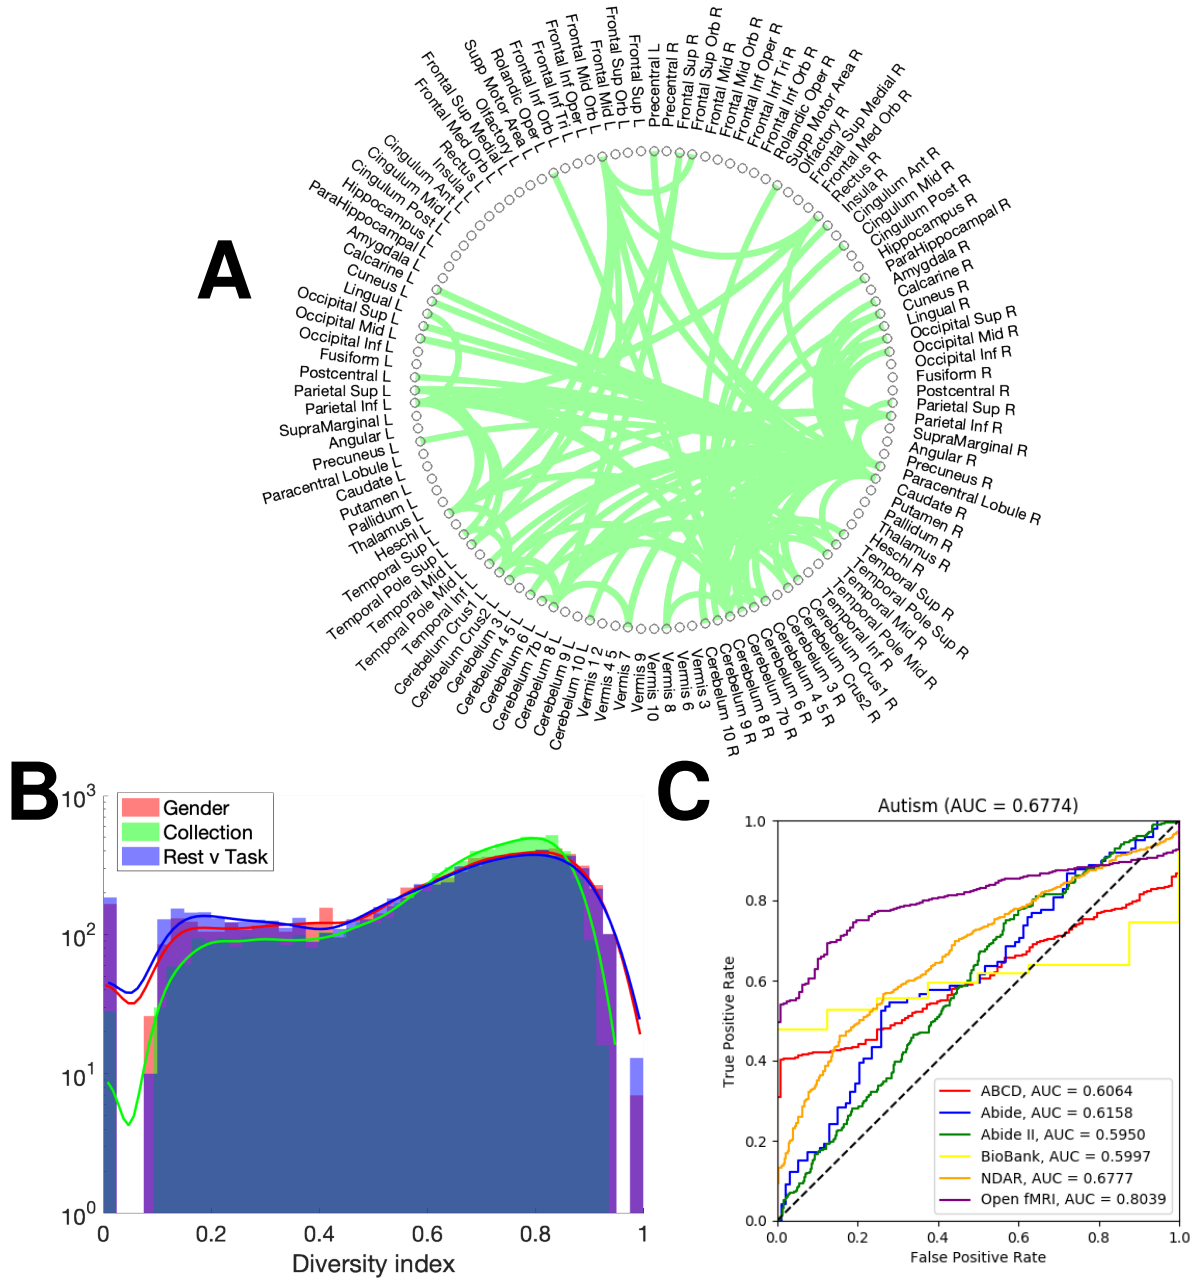 A
Precentral L
Frontal Sup L
Frontal Sup Orb L
Frontal Mid L
Frontal Mid Orb L
Frontal Inf Oper L
Frontal Inf Tri L
Frontal Inf Orb L
Rolandic Oper L
Supp Motor Area L
Olfactory L
Frontal Sup Medial L
Frontal Med Orb L
Rectus L
Insula L
Cingulum Ant L
Cingulum Mid L
Cingulum Post L
Hippocampus L
ParaHippocampal L
Amygdala L
Calcarine L
Cuneus L
Lingual L
Occipital Sup L
Occipital Mid L
Occipital Inf L
Fusiform L
Postcentral L
Parietal Sup L
Parietal Inf L
SupraMarginal L
Angular L
Precuneus L
Paracentral Lobule L
Caudate L
Putamen L
Pallidum L
Thalamus L
Heschl L
Temporal Sup L
Temporal Pole Sup L
Temporal Mid L
Temporal Pole Mid L
Temporal Inf L
Cerebelum Crus1 L
Cerebelum Crus2 L
Cerebelum 3 L
Cerebelum 4 5 L
Cerebelum 6 L
Cerebelum 7b L
Cerebelum 8 L
Cerebelum 9 L
Cerebelum 10 L
Vermis 1 2
Vermis 4 5
Vermis 7
Vermis 9
Vermis 10
Vermis 8
Vermis 6
Vermis 3
Cerebelum 10 R
Cerebelum 9 R
Cerebelum 8 R
Cerebelum 7b R
Cerebelum 6 R
Cerebelum 4 5 R
Cerebelum 3 R
Cerebelum Crus2 R
Cerebelum Crus1 R
Temporal Inf R
Temporal Pole Mid R
Temporal Mid R
Temporal Pole Sup R
Temporal Sup R
Heschl R
Thalamus R
Pallidum R
Putamen R
Caudate R
Paracentral Lobule R
Precuneus R
Angular R
SupraMarginal R
Parietal Inf R
Parietal Sup R
Postcentral R
Fusiform R
Occipital Inf R
Occipital Mid R
Occipital Sup R
Lingual R
Cuneus R
Calcarine R
Amygdala R
ParaHippocampal R
Hippocampus R
Cingulum Post R
Cingulum Mid R
Cingulum Ant R
Insula R
Rectus R
Frontal Med Orb R
Frontal Sup Medial R
Olfactory R
Supp Motor Area R
Rolandic Oper R
Frontal Inf Orb R
Frontal Inf Tri R
Frontal Inf Oper R
Frontal Mid Orb R
Frontal Mid R
Frontal Sup Orb R
Frontal Sup R
Precentral R
B
10^3
10^2
10^1
10^0
Gender
Collection
Rest v Task
0 0.2 0.4 0.6 0.8 1
Diversity index
C
Autism (AUC = 0.6774)
True Positive Rate
1.0
0.8
0.6
0.4
0.2
0.0
ABCD, AUC = 0.6064
Abide, AUC = 0.6158
Abide II, AUC = 0.5950
BioBank, AUC = 0.5997
NDAR, AUC = 0.6777
Open fMRI, AUC = 0.8039
0.0 0.2 0.4 0.6 0.8 1.0
False Positive Rate